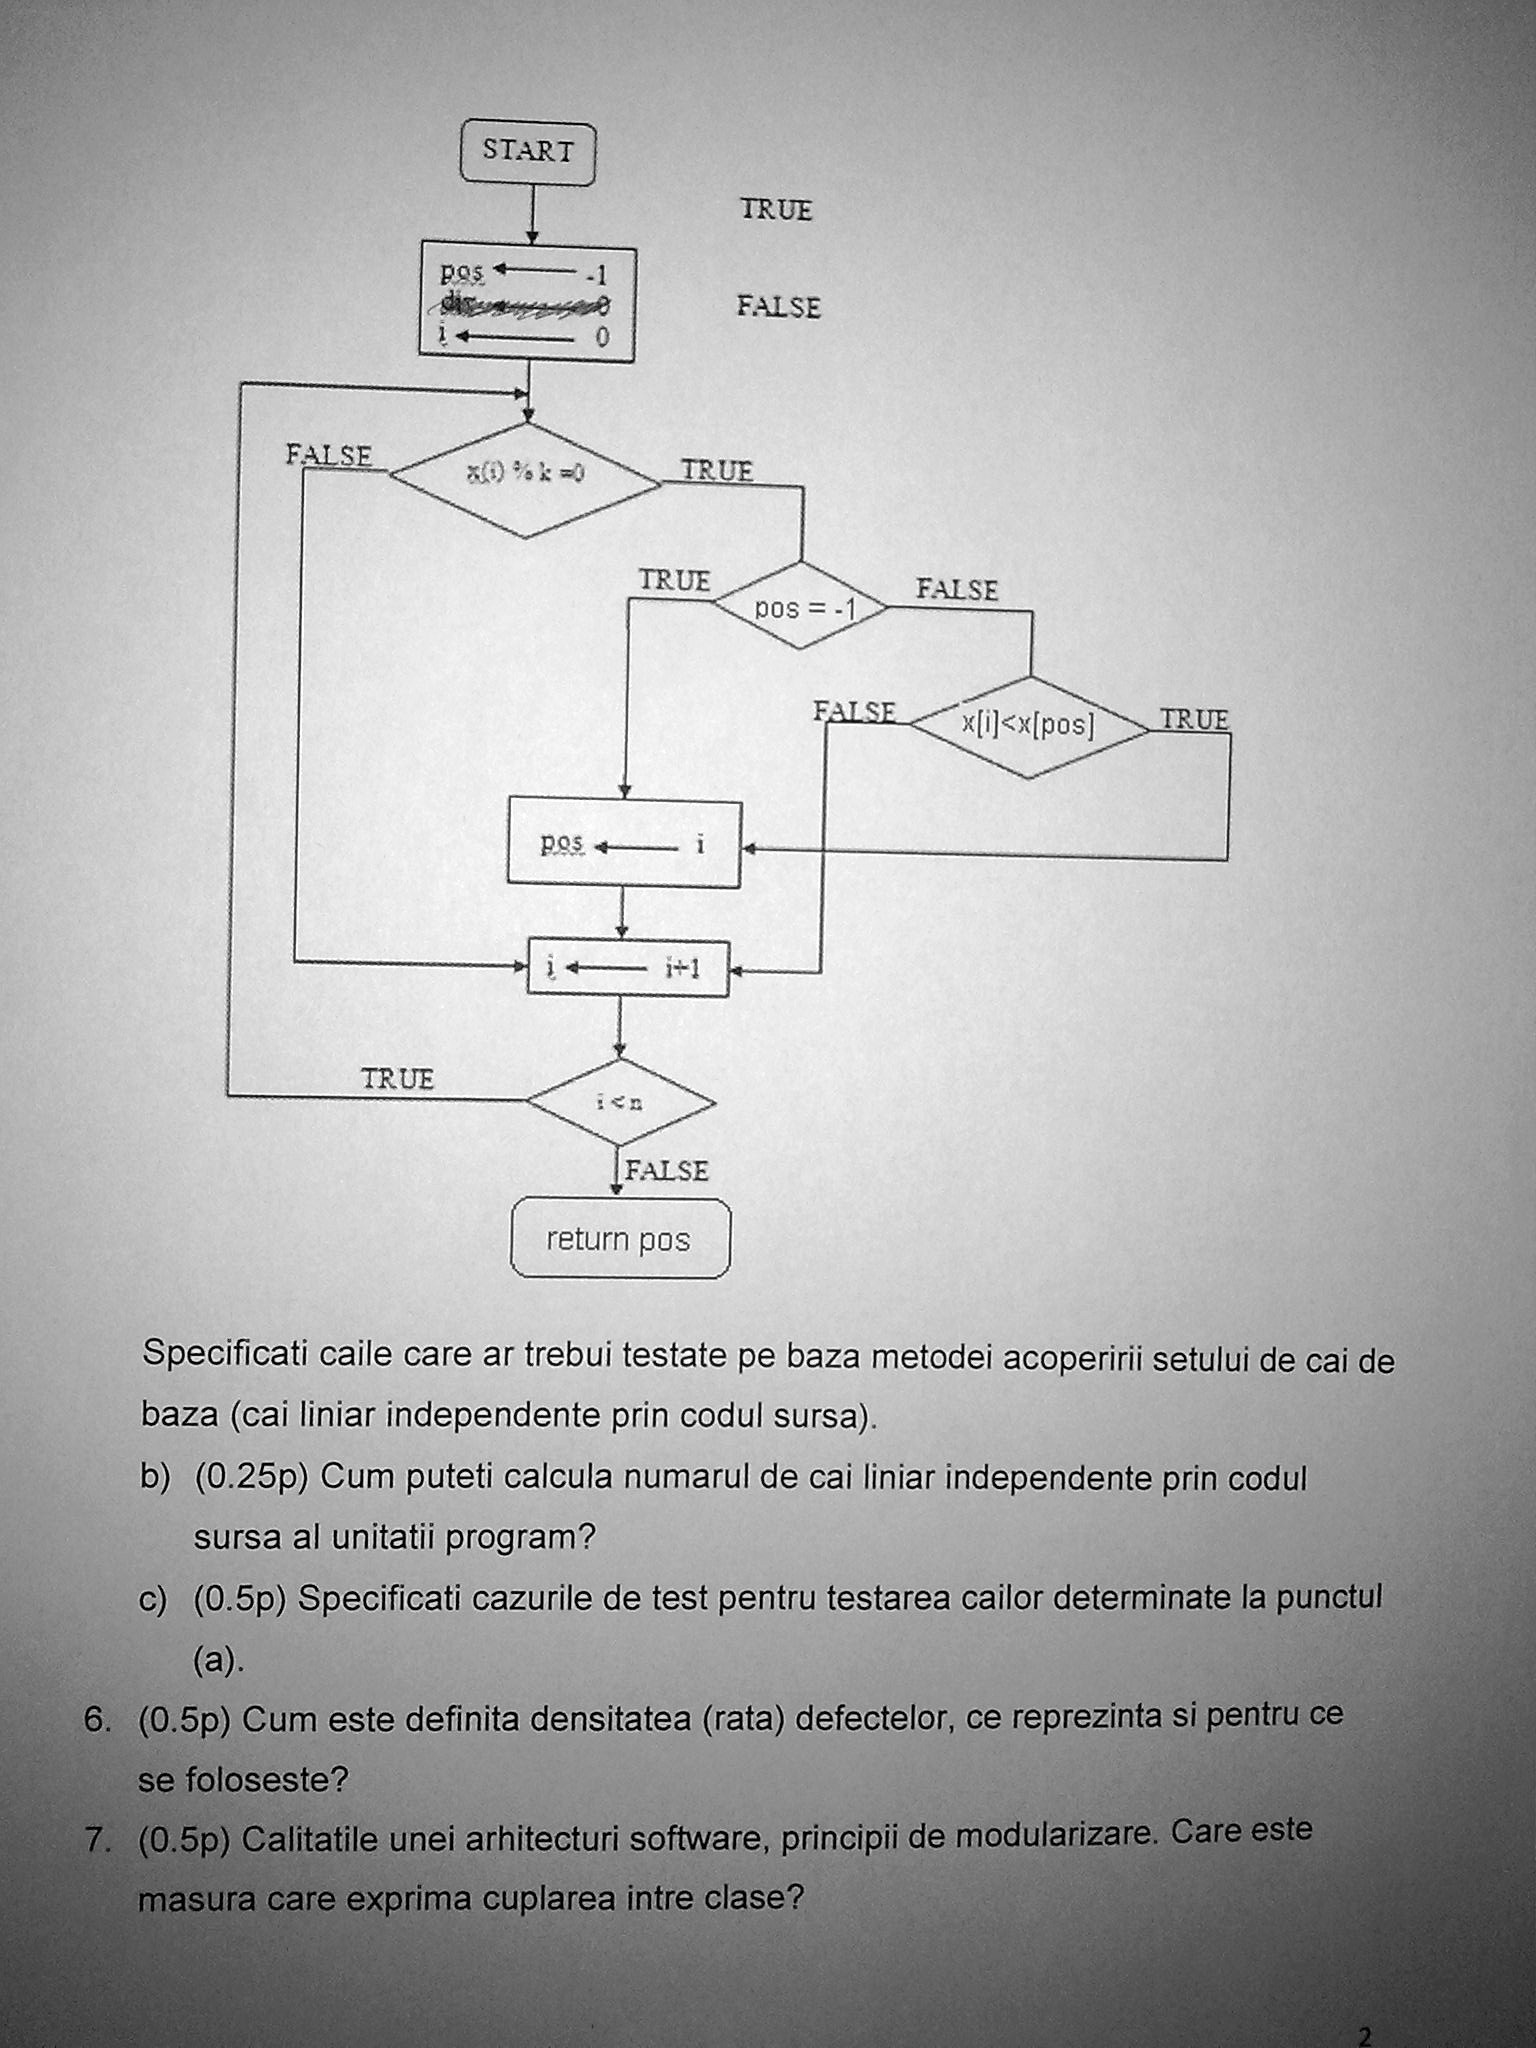 START
TRUE
pos -1
FALSE
i 0
FALSE
x(i) % k =0
TRUE
TRUE
pos = -1
FALSE
FALSE
x[i]<x[pos]
TRUE
pos i
i i+1
TRUE
i < n
FALSE
return pos
Specificati caile care ar trebui testate pe baza metodei acoperirii setului de cai de
baza (cai liniar independente prin codul sursa).
b) (0.25p) Cum puteti calcula numarul de cai liniar independente prin codul
sursa al unitatii program?
c) (0.5p) Specificati cazurile de test pentru testarea cailor determinate la punctul
(a).
6. (0.5p) Cum este definita densitatea (rata) defectelor, ce reprezinta si pentru ce
se foloseste?
7. (0.5p) Calitatile unei arhitecturi software, principii de modularizare. Care este
masura care exprima cuplarea intre clase?
2